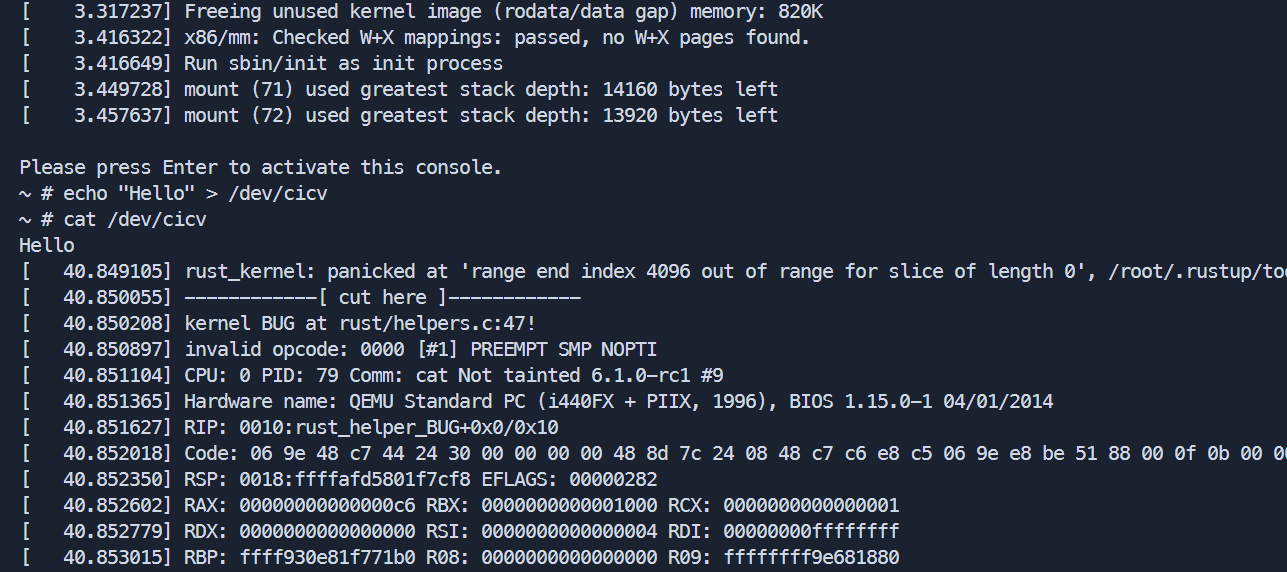 [    3.317237] Freeing unused kernel image (rodata/data gap) memory: 820K
[    3.416322] x86/mm: Checked W+X mappings: passed, no W+X pages found.
[    3.416649] Run sbin/init as init process
[    3.449728] mount (71) used greatest stack depth: 14160 bytes left
[    3.457637] mount (72) used greatest stack depth: 13920 bytes left
Please press Enter to activate this console.
~ # echo "Hello" > /dev/cicv
~ # cat /dev/cicv
Hello
[   40.849105] rust_kernel: panicked at 'range end index 4096 out of range for slice of length 0', /root/.rustup/too
[   40.850055] ------------[ cut here ]------------
[   40.850208] kernel BUG at rust/helpers.c:47!
[   40.850897] invalid opcode: 0000 [#1] PREEMPT SMP NOPTI
[   40.851104] CPU: 0 PID: 79 Comm: cat Not tainted 6.1.0-rc1 #9
[   40.851365] Hardware name: QEMU Standard PC (i440FX + PIIX, 1996), BIOS 1.15.0-1 04/01/2014
[   40.851627] RIP: 0010:rust_helper_BUG+0x0/0x10
[   40.852018] Code: 06 9e 48 c7 44 24 30 00 00 00 00 48 8d 7c 24 08 48 c7 c6 e8 c5 06 9e e8 be 51 88 00 0f 0b 00 00
[   40.852350] RSP: 0018:ffffafd5801f7cf8 EFLAGS: 00000282
[   40.852602] RAX: 00000000000000c6 RBX: 0000000000001000 RCX: 0000000000000001
[   40.852779] RDX: 0000000000000000 RSI: 0000000000000004 RDI: 00000000ffffffff
[   40.853015] RBP: ffff930e81f771b0 R08: 0000000000000000 R09: ffffffff9e681880